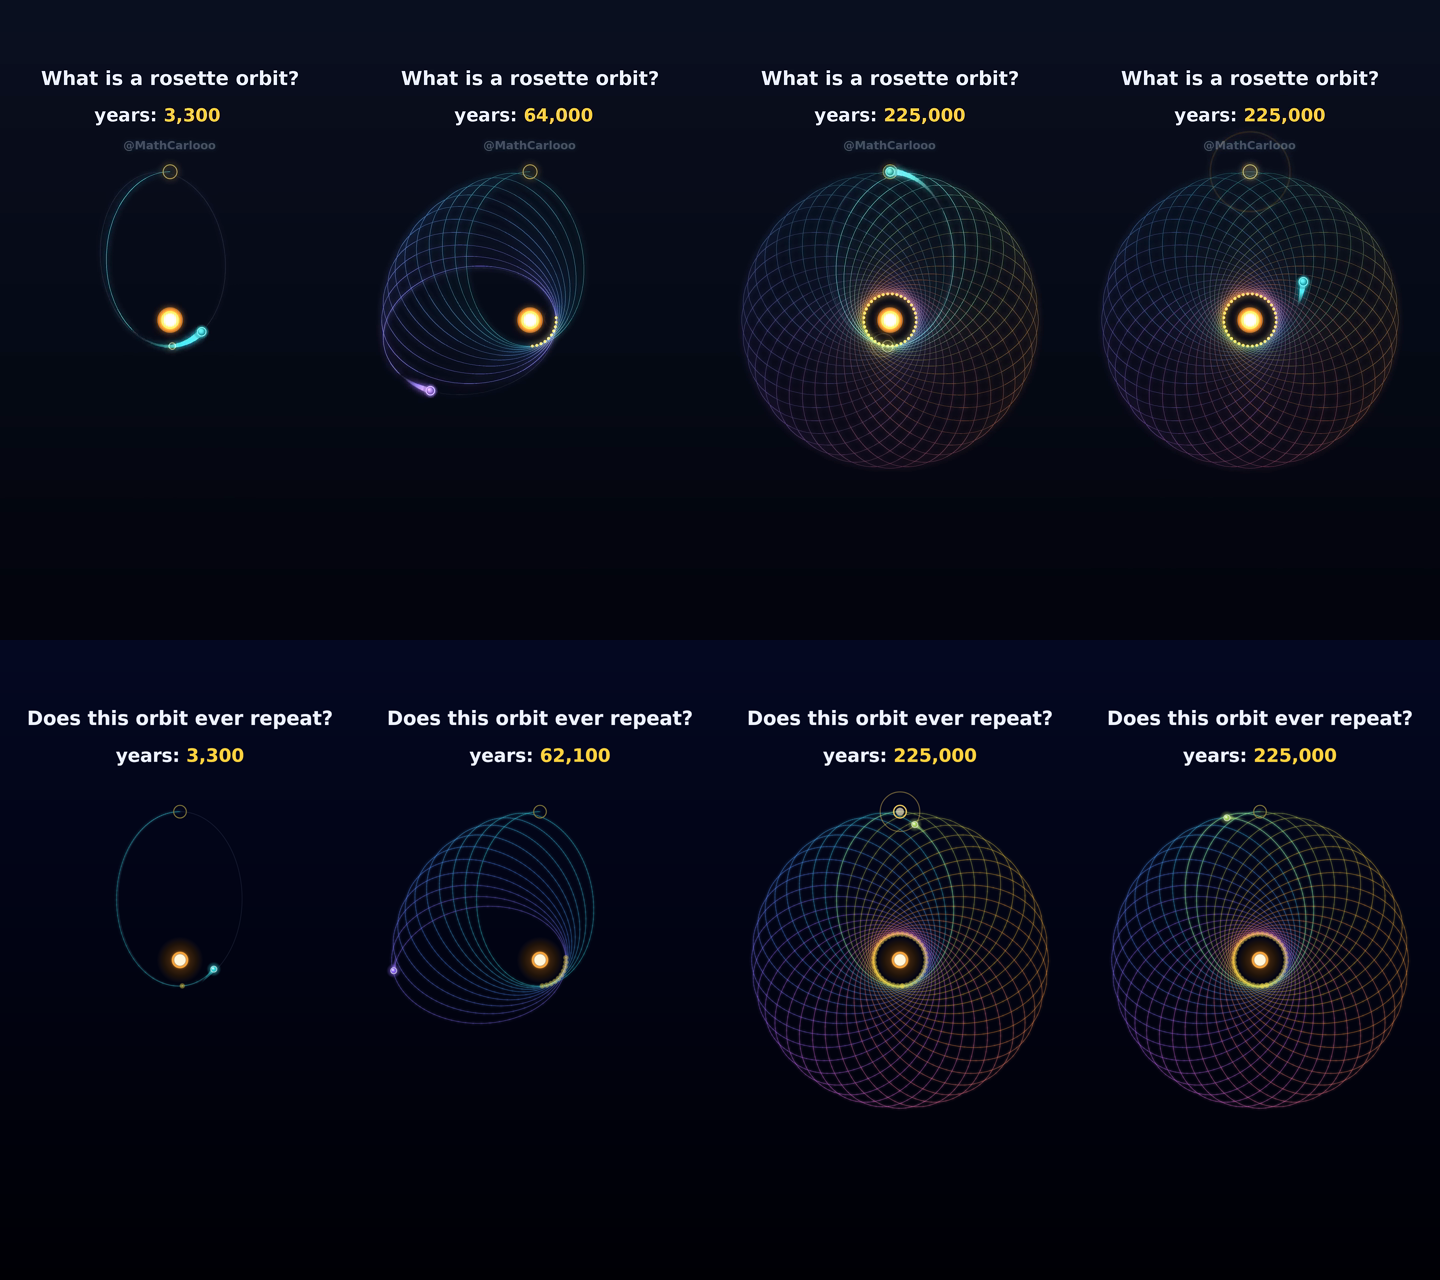 What is a rosette orbit?
years: 3,300
@MathCarlooo
What is a rosette orbit?
years: 64,000
@MathCarlooo
What is a rosette orbit?
years: 225,000
@MathCarlooo
What is a rosette orbit?
years: 225,000
@MathCarlooo
Does this orbit ever repeat?
years: 3,300
Does this orbit ever repeat?
years: 62,100
Does this orbit ever repeat?
years: 225,000
Does this orbit ever repeat?
years: 225,000